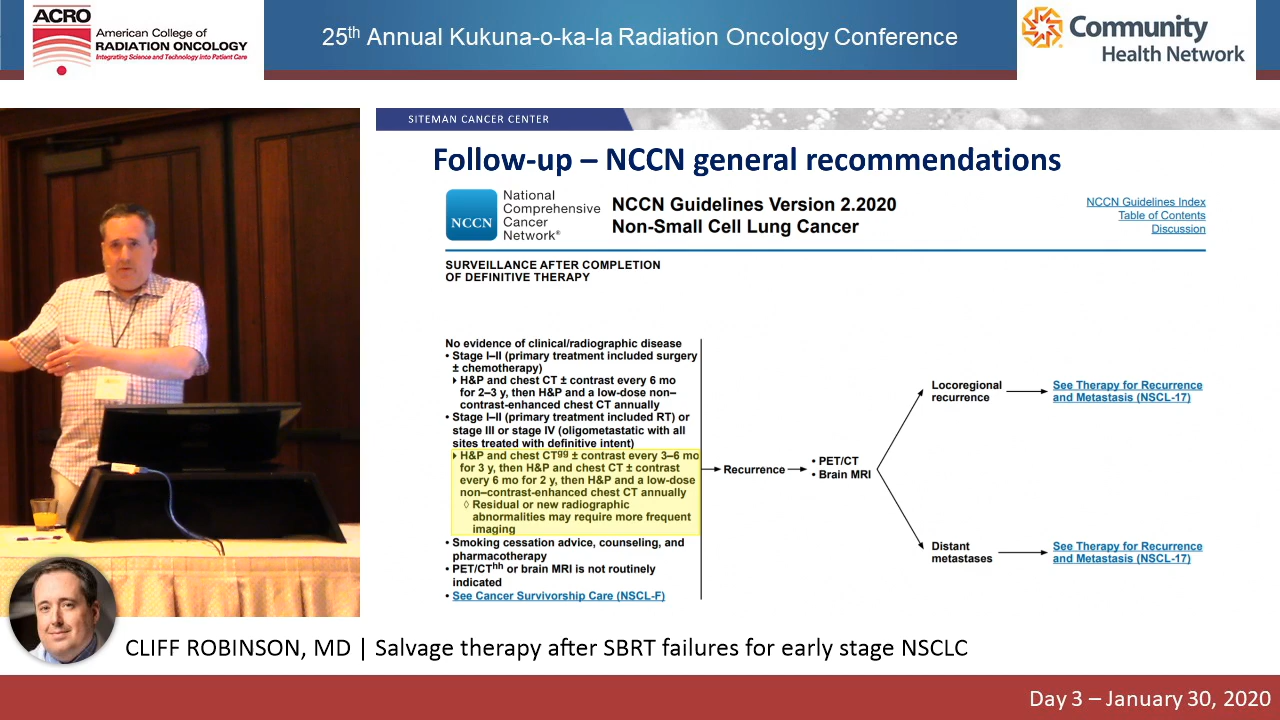 ACRO
American College of
RADIATION ONCOLOGY
Integrating Science and Technology Into Patient Care
25th Annual Kukuna-o-ka-la Radiation Oncology Conference
Community
Health Network
SITEMAN CANCER CENTER
Follow-up – NCCN general recommendations
NCCN
National
Comprehensive
Cancer
Network®
NCCN Guidelines Version 2.2020
Non-Small Cell Lung Cancer
NCCN Guidelines Index
Table of Contents
Discussion
SURVEILLANCE AFTER COMPLETION
OF DEFINITIVE THERAPY
No evidence of clinical/radiographic disease
• Stage I–II (primary treatment included surgery
± chemotherapy)
‣ H&P and chest CT ± contrast every 6 mo
for 2–3 y, then H&P and a low-dose non–
contrast-enhanced chest CT annually
• Stage I–II (primary treatment included RT) or
stage III or stage IV (oligometastatic with all
sites treated with definitive intent)
‣ H&P and chest CTgg ± contrast every 3–6 mo
for 3 y, then H&P and chest CT ± contrast
every 6 mo for 2 y, then H&P and a low-dose
non–contrast-enhanced chest CT annually
◊ Residual or new radiographic
abnormalities may require more frequent
imaging
• Smoking cessation advice, counseling, and
pharmacotherapy
• PET/CThh or brain MRI is not routinely
indicated
• See Cancer Survivorship Care (NSCL-F)
Recurrence
• PET/CT
• Brain MRI
Locoregional
recurrence
See Therapy for Recurrence
and Metastasis (NSCL-17)
Distant
metastases
See Therapy for Recurrence
and Metastasis (NSCL-17)
CLIFF ROBINSON, MD | Salvage therapy after SBRT failures for early stage NSCLC
Day 3 – January 30, 2020